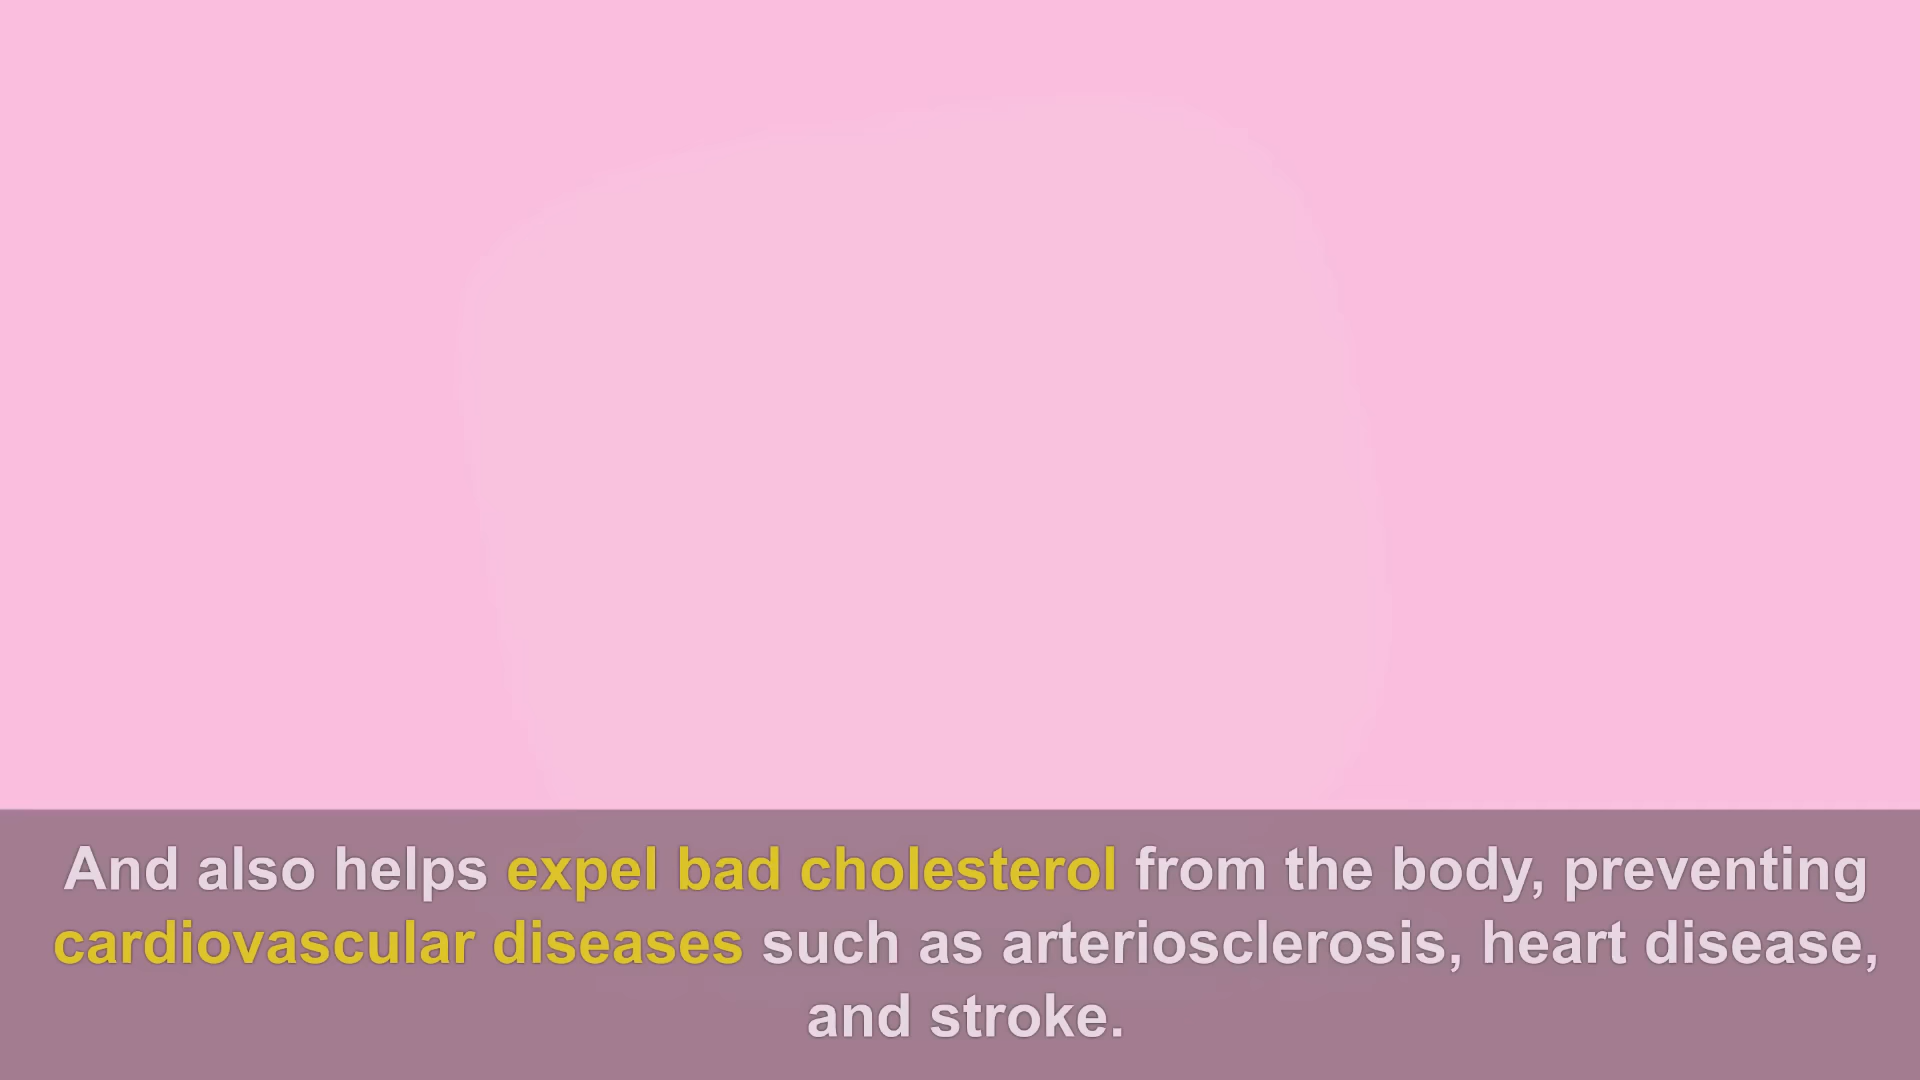 And also helps expel bad cholesterol from the body, preventing
cardiovascular diseases such as arteriosclerosis, heart disease,
and stroke.